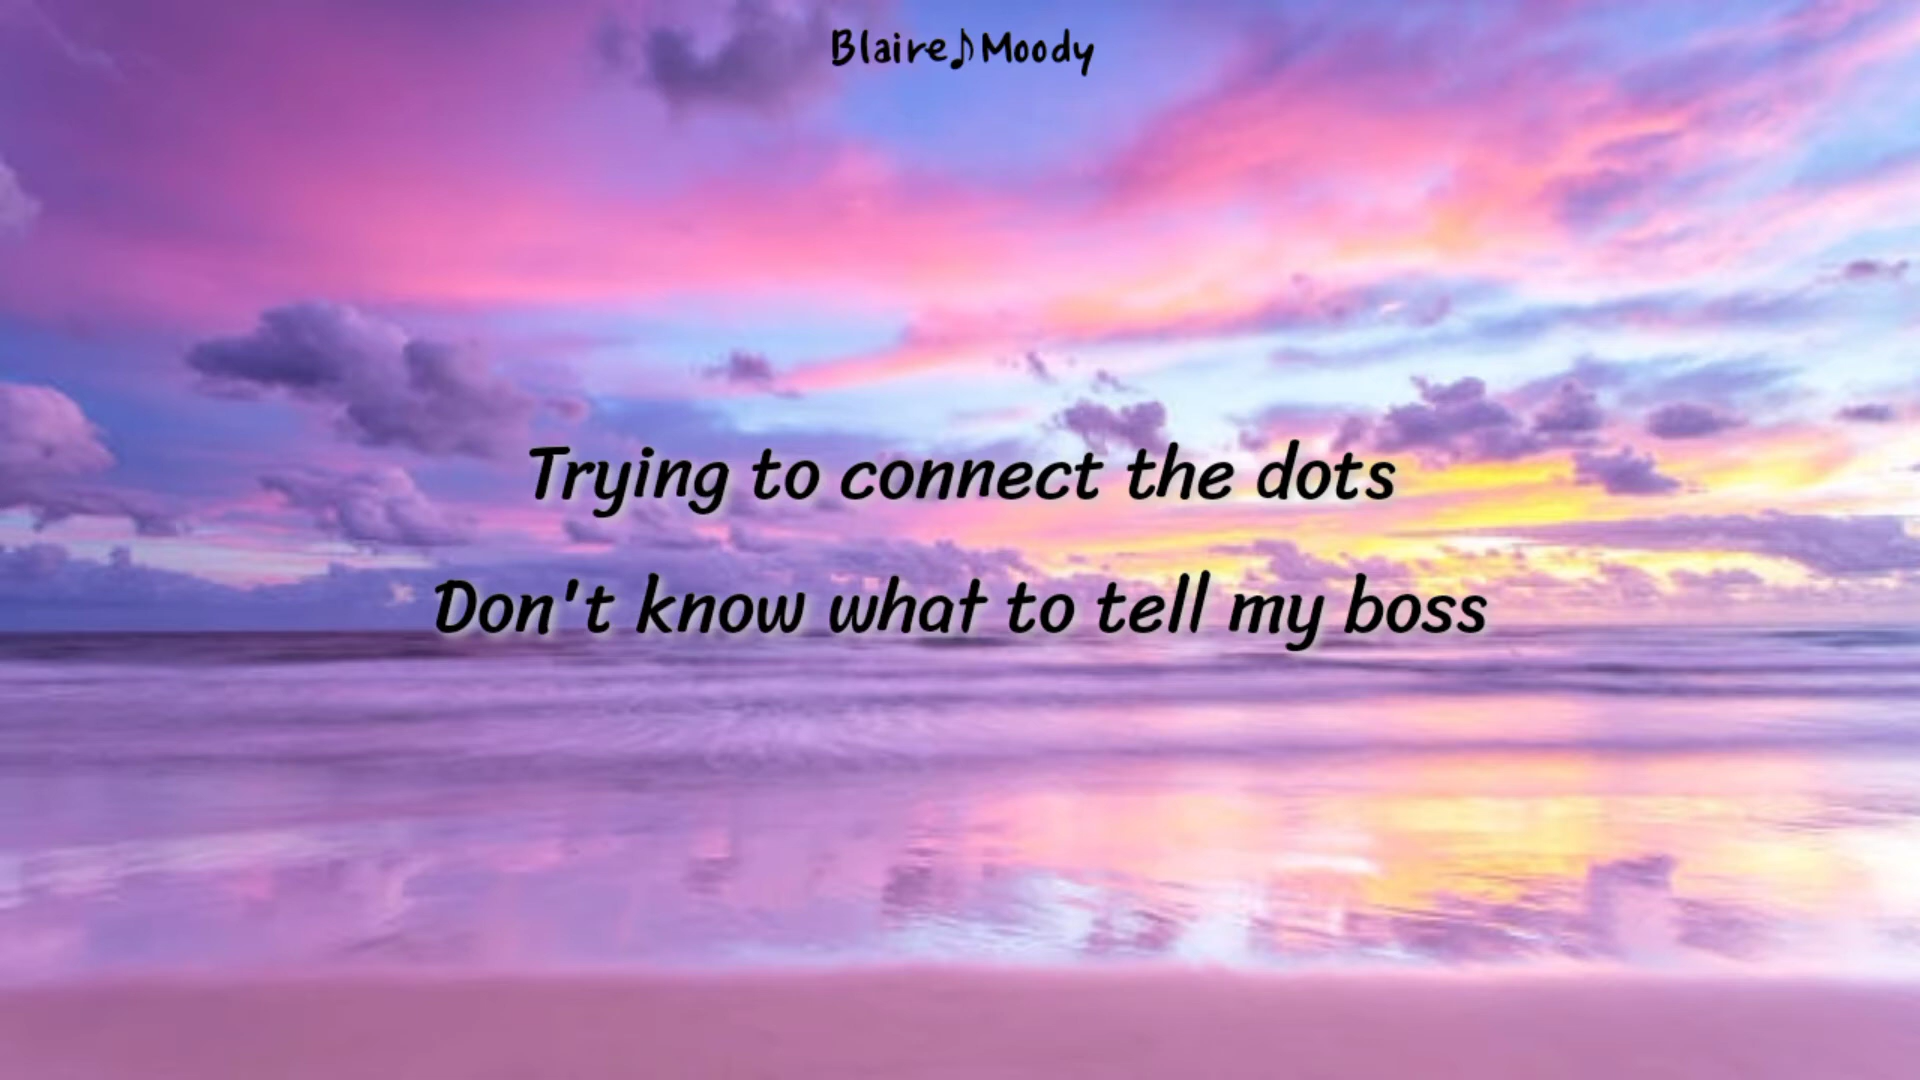 Blaire♪Moody
Trying to connect the dots
Don't know what to tell my boss